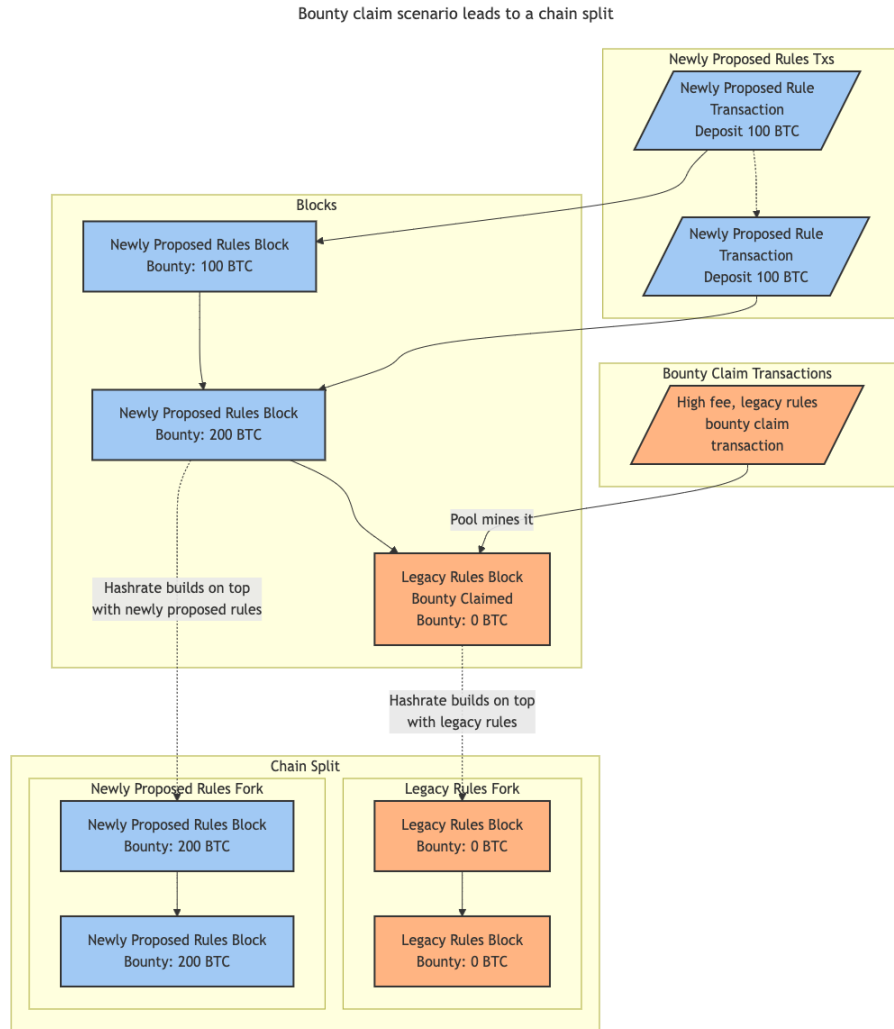 Bounty claim scenario leads to a chain split
Newly Proposed Rules Txs
Newly Proposed Rule
Transaction
Deposit 100 BTC
Newly Proposed Rule
Transaction
Deposit 100 BTC
Blocks
Newly Proposed Rules Block
Bounty: 100 BTC
Newly Proposed Rules Block
Bounty: 200 BTC
Bounty Claim Transactions
High fee, legacy rules
bounty claim
transaction
Pool mines it
Legacy Rules Block
Bounty Claimed
Bounty: 0 BTC
Hashrate builds on top
with newly proposed rules
Hashrate builds on top
with legacy rules
Chain Split
Newly Proposed Rules Fork
Newly Proposed Rules Block
Bounty: 200 BTC
Newly Proposed Rules Block
Bounty: 200 BTC
Legacy Rules Fork
Legacy Rules Block
Bounty: 0 BTC
Legacy Rules Block
Bounty: 0 BTC